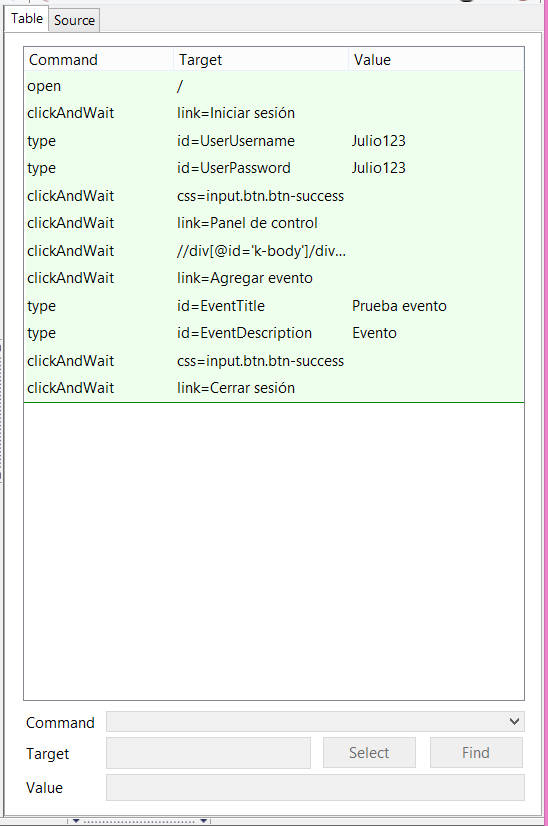 Table Source
Command Target Value
open /
clickAndWait link=Iniciar sesión
type id=UserUsername Julio123
type id=UserPassword Julio123
clickAndWait css=input.btn.btn-success
clickAndWait link=Panel de control
clickAndWait //div[@id='k-body']/div...
clickAndWait link=Agregar evento
type id=EventTitle Prueba evento
type id=EventDescription Evento
clickAndWait css=input.btn.btn-success
clickAndWait link=Cerrar sesión
Command
Target Select Find
Value